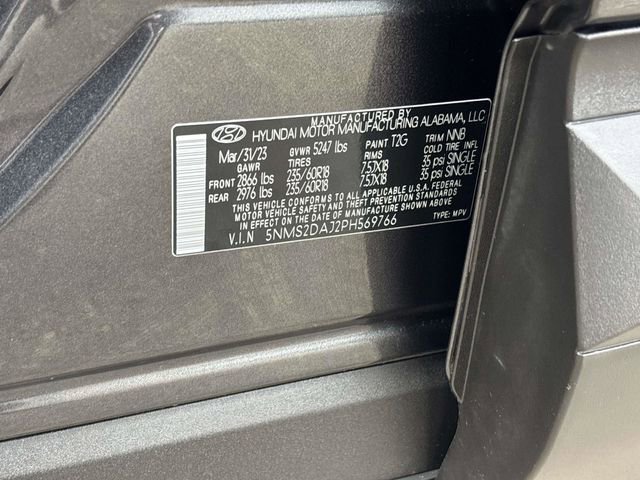 MANUFACTURED BY
HYUNDAI MOTOR MANUFACTURING ALABAMA, LLC
Mar/31/23 GVWR 5247 lbs PAINT T2G TRIM NNB
GAWR TIRES RIMS COLD TIRE INFL
FRONT 2866 lbs 235/60R18 7.5JX18 35 psi SINGLE
REAR 2976 lbs 235/60R18 7.5JX18 35 psi SINGLE
THIS VEHICLE CONFORMS TO ALL APPLICABLE U.S.A. FEDERAL
MOTOR VEHICLE SAFETY, BUMPER, AND THEFT PREVENTION
STANDARDS IN EFFECT ON THE DATE OF MANUFACTURE SHOWN ABOVE.
V.I.N 5NMS2DAJ2PH569766 TYPE: MPV